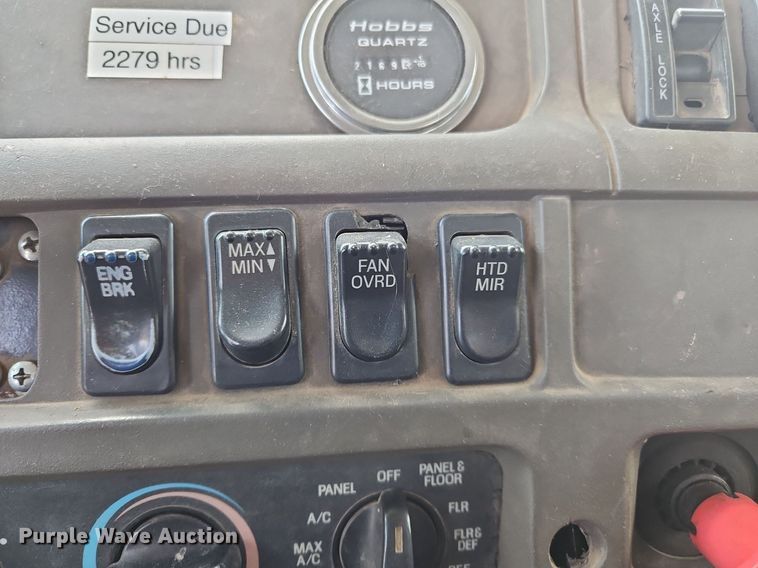 Service Due
2279 hrs
Hobbs
QUARTZ
HOURS
AXLE LOCK
ENG
BRK
MAX▲
MIN▼
FAN
OVRD
HTD
MIR
OFF
PANEL &
FLOOR
PANEL
A/C
FLR
MAX
A/C
FLR &
DEF
Purple Wave Auction